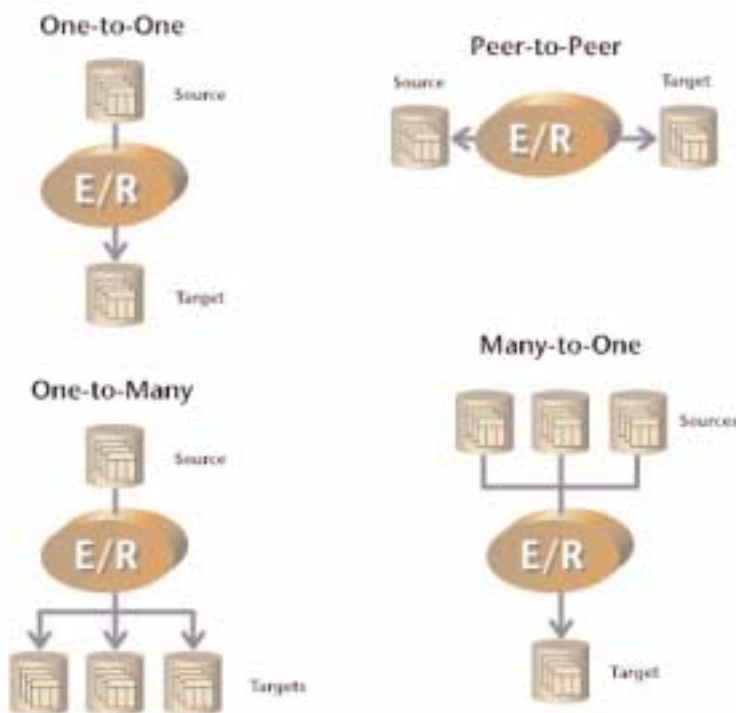 One-to-One
Source
E/R
Target
Peer-to-Peer
Source
Target
E/R
One-to-Many
Source
E/R
Targets
Many-to-One
Sources
E/R
Target